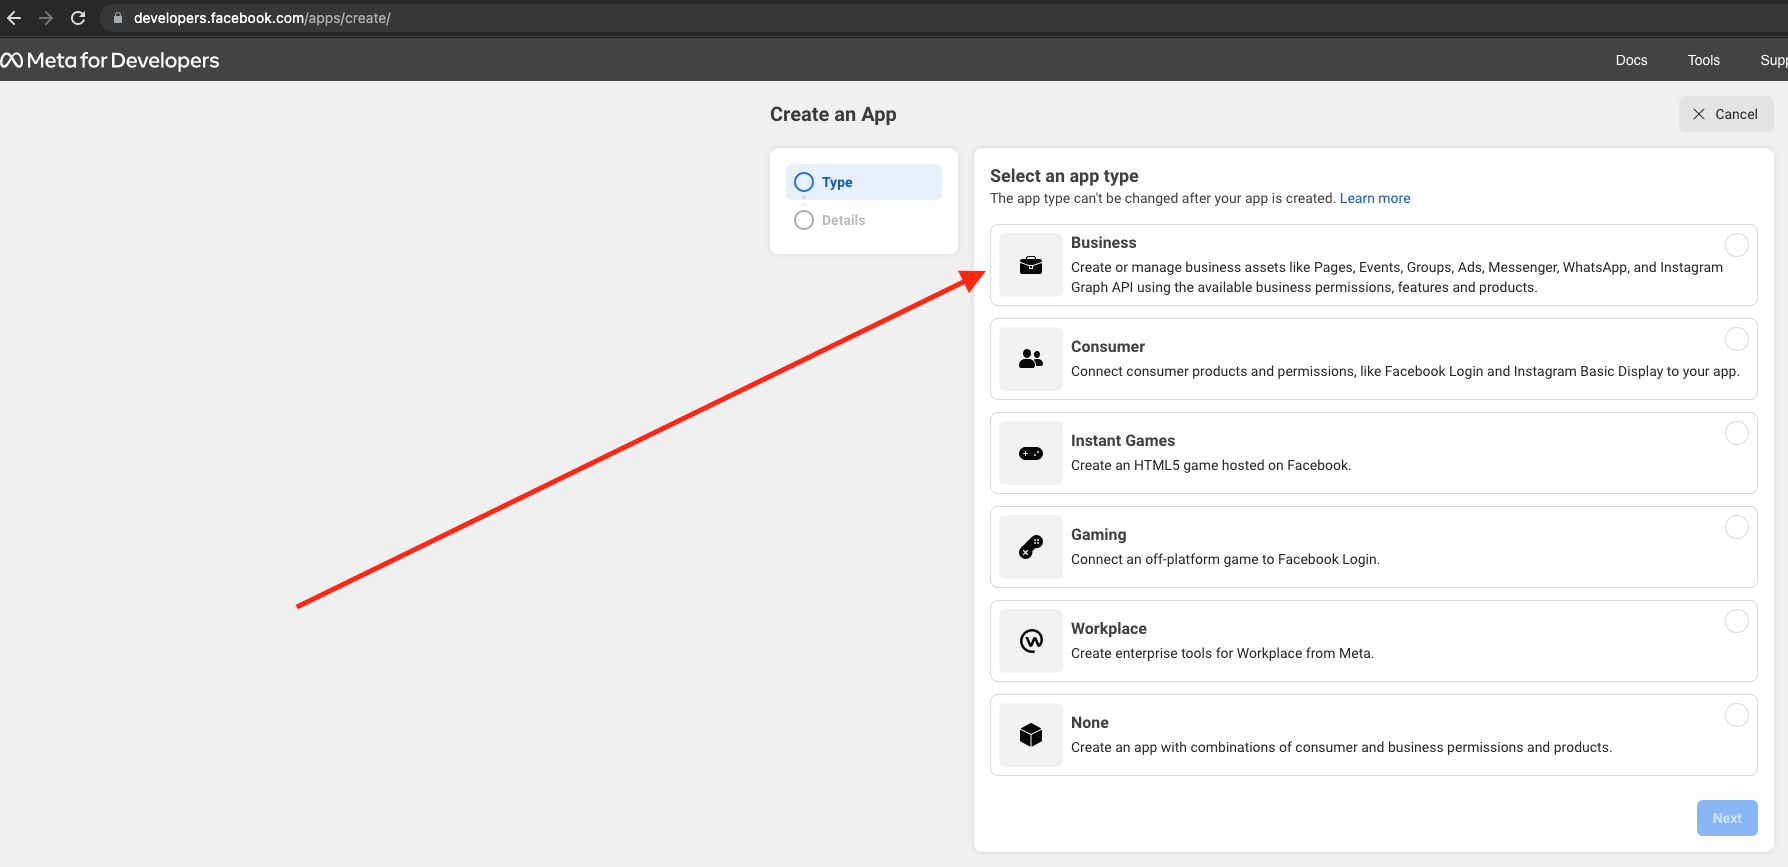 developers.facebook.com/apps/create/
Meta for Developers
Docs
Tools
Supp
Create an App
Cancel
Type
Details
Select an app type
The app type can't be changed after your app is created. Learn more
Business
Create or manage business assets like Pages, Events, Groups, Ads, Messenger, WhatsApp, and Instagram
Graph API using the available business permissions, features and products.
Consumer
Connect consumer products and permissions, like Facebook Login and Instagram Basic Display to your app.
Instant Games
Create an HTML5 game hosted on Facebook.
Gaming
Connect an off-platform game to Facebook Login.
Workplace
Create enterprise tools for Workplace from Meta.
None
Create an app with combinations of consumer and business permissions and products.
Next